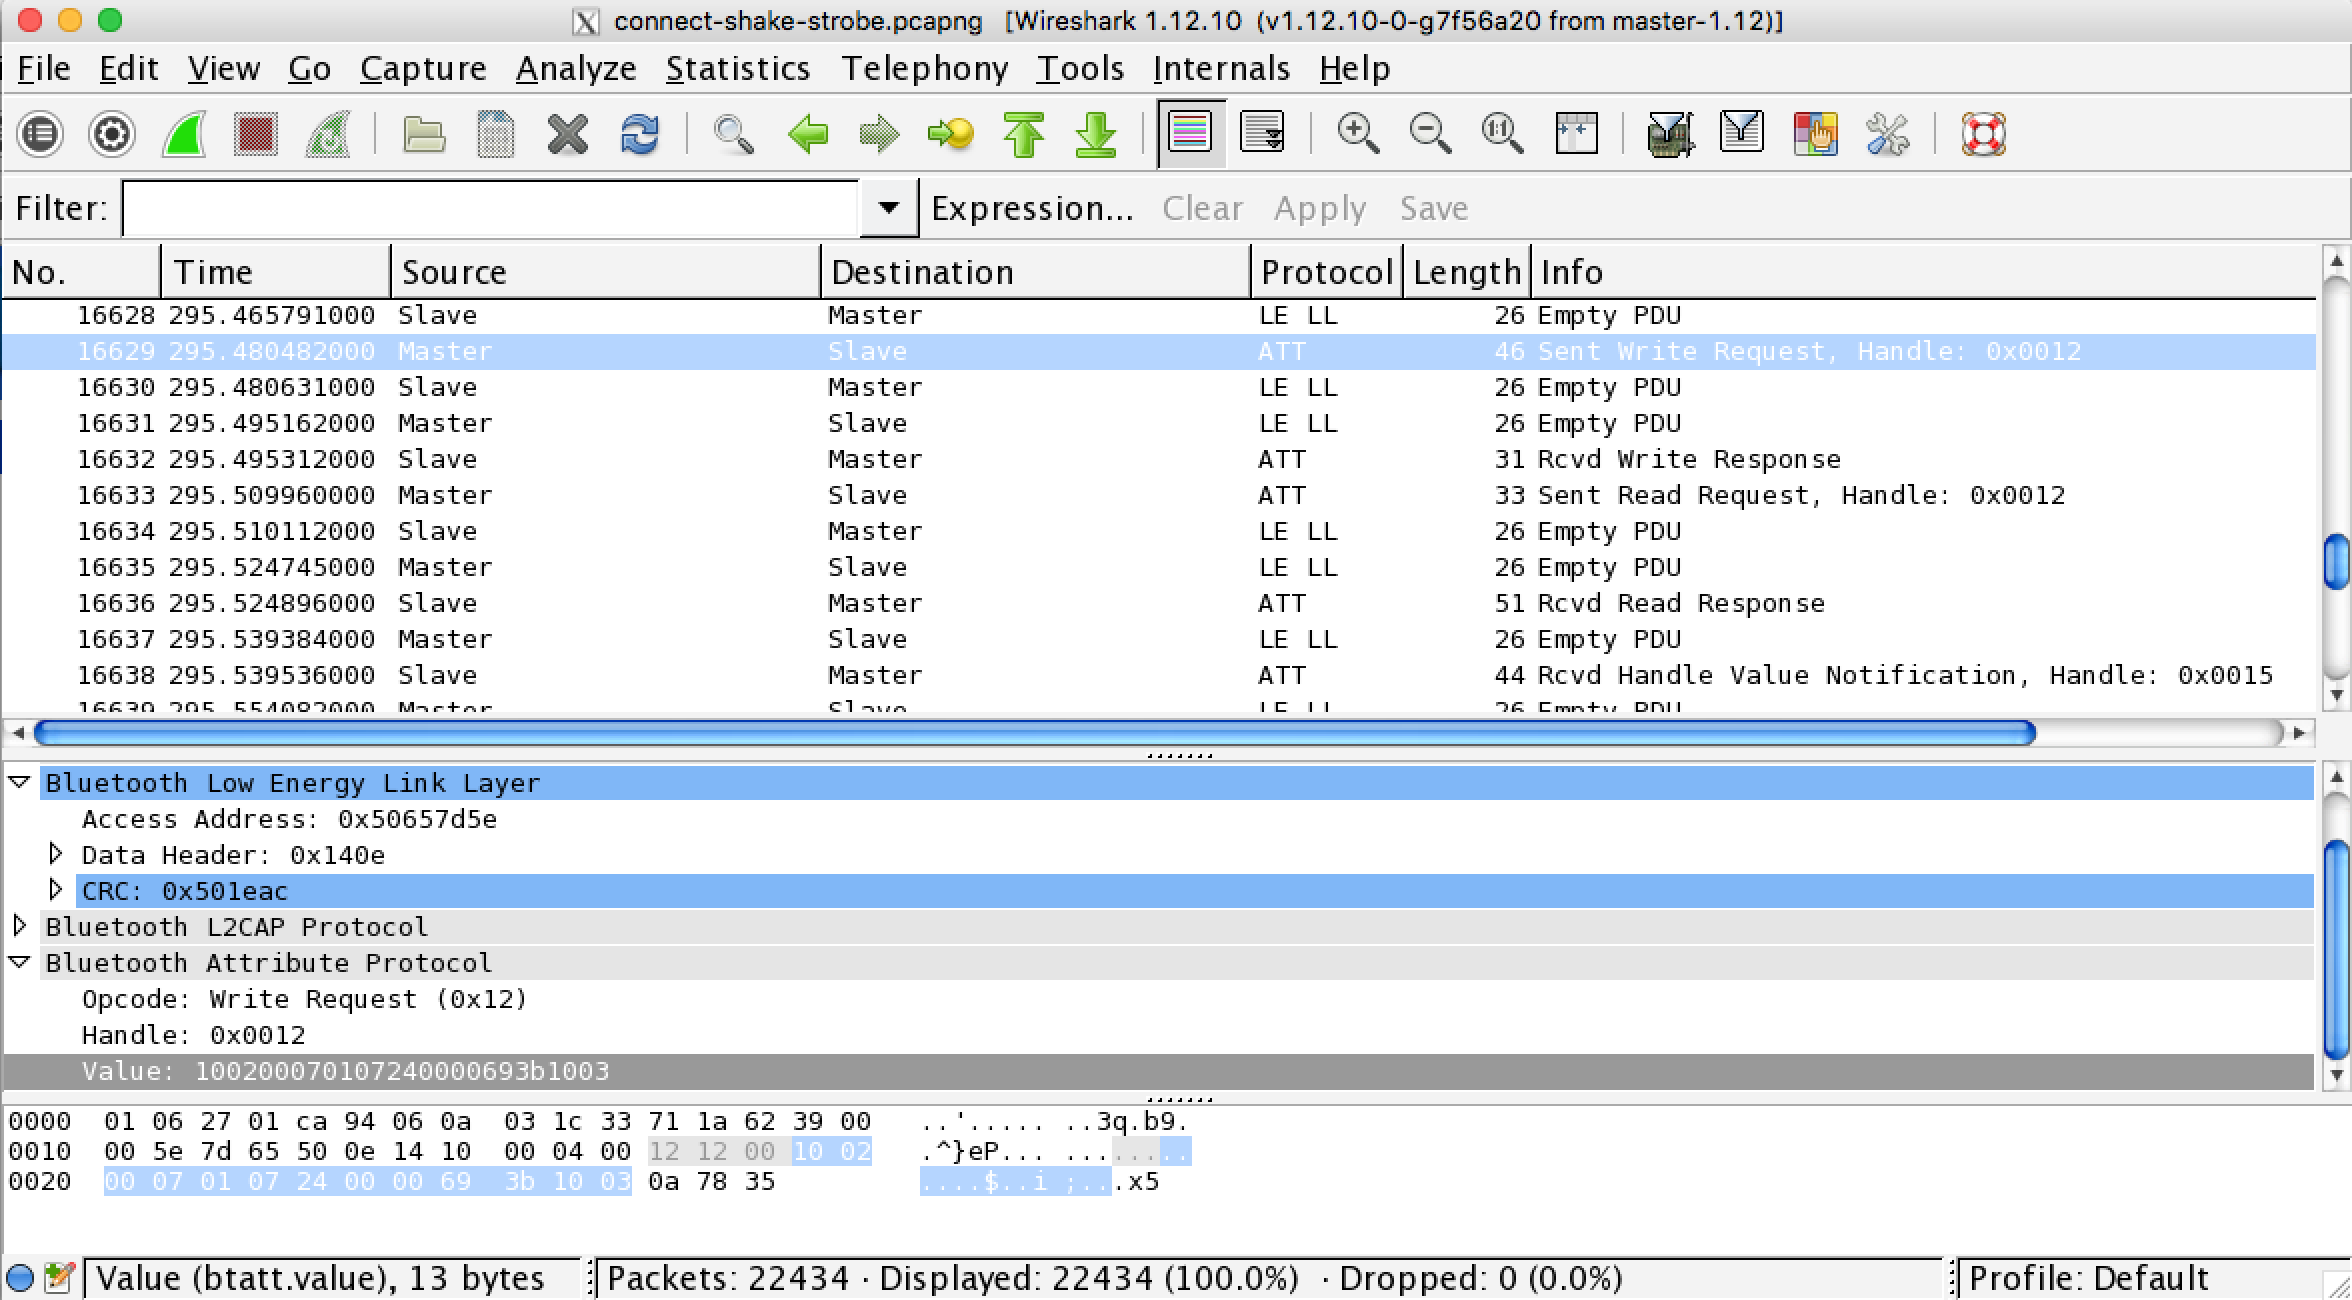 connect-shake-strobe.pcapng [Wireshark 1.12.10 (v1.12.10-0-g7f56a20 from master-1.12)]
File Edit View Go Capture Analyze Statistics Telephony Tools Internals Help
Filter: Expression... Clear Apply Save
No. Time Source Destination Protocol Length Info
16628 295.465791000 Slave Master LE LL 26 Empty PDU
16629 295.480482000 Master Slave ATT 46 Sent Write Request, Handle: 0x0012
16630 295.480631000 Slave Master LE LL 26 Empty PDU
16631 295.495162000 Master Slave LE LL 26 Empty PDU
16632 295.495312000 Slave Master ATT 31 Rcvd Write Response
16633 295.509960000 Master Slave ATT 33 Sent Read Request, Handle: 0x0012
16634 295.510112000 Slave Master LE LL 26 Empty PDU
16635 295.524745000 Master Slave LE LL 26 Empty PDU
16636 295.524896000 Slave Master ATT 51 Rcvd Read Response
16637 295.539384000 Master Slave LE LL 26 Empty PDU
16638 295.539536000 Slave Master ATT 44 Rcvd Handle Value Notification, Handle: 0x0015
16639 295.554082000 Master Slave LE LL 26 Empty PDU
Bluetooth Low Energy Link Layer
Access Address: 0x50657d5e
Data Header: 0x140e
CRC: 0x501eac
Bluetooth L2CAP Protocol
Bluetooth Attribute Protocol
Opcode: Write Request (0x12)
Handle: 0x0012
Value: 100200070107240000693b1003
0000 01 06 27 01 ca 94 06 0a 03 1c 33 71 1a 62 39 00 ..'..... ..3q.b9.
0010 00 5e 7d 65 50 0e 14 10 00 04 00 12 12 00 10 02 .^}eP... ........
0020 00 07 01 07 24 00 00 69 3b 10 03 0a 78 35 ....$..i ;...x5
Value (btatt.value), 13 bytes Packets: 22434 · Displayed: 22434 (100.0%) · Dropped: 0 (0.0%) Profile: Default